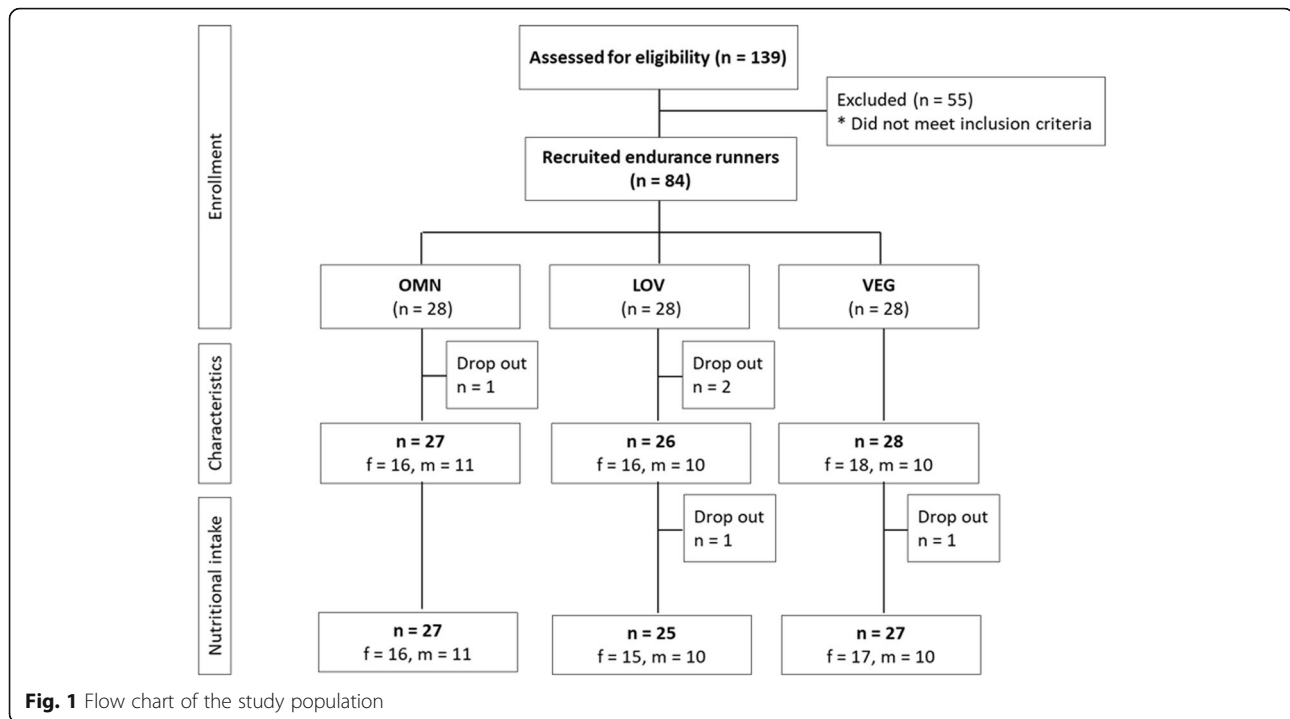 Enrollment
Assessed for eligibility (n = 139)
Excluded (n = 55)
* Did not meet inclusion criteria
Recruited endurance runners
(n = 84)
OMN
(n = 28)
LOV
(n = 28)
VEG
(n = 28)
Characteristics
Drop out
n = 1
Drop out
n = 2
n = 27
f = 16, m = 11
n = 26
f = 16, m = 10
n = 28
f = 18, m = 10
Nutritional intake
Drop out
n = 1
Drop out
n = 1
n = 27
f = 16, m = 11
n = 25
f = 15, m = 10
n = 27
f = 17, m = 10
Fig. 1 Flow chart of the study population